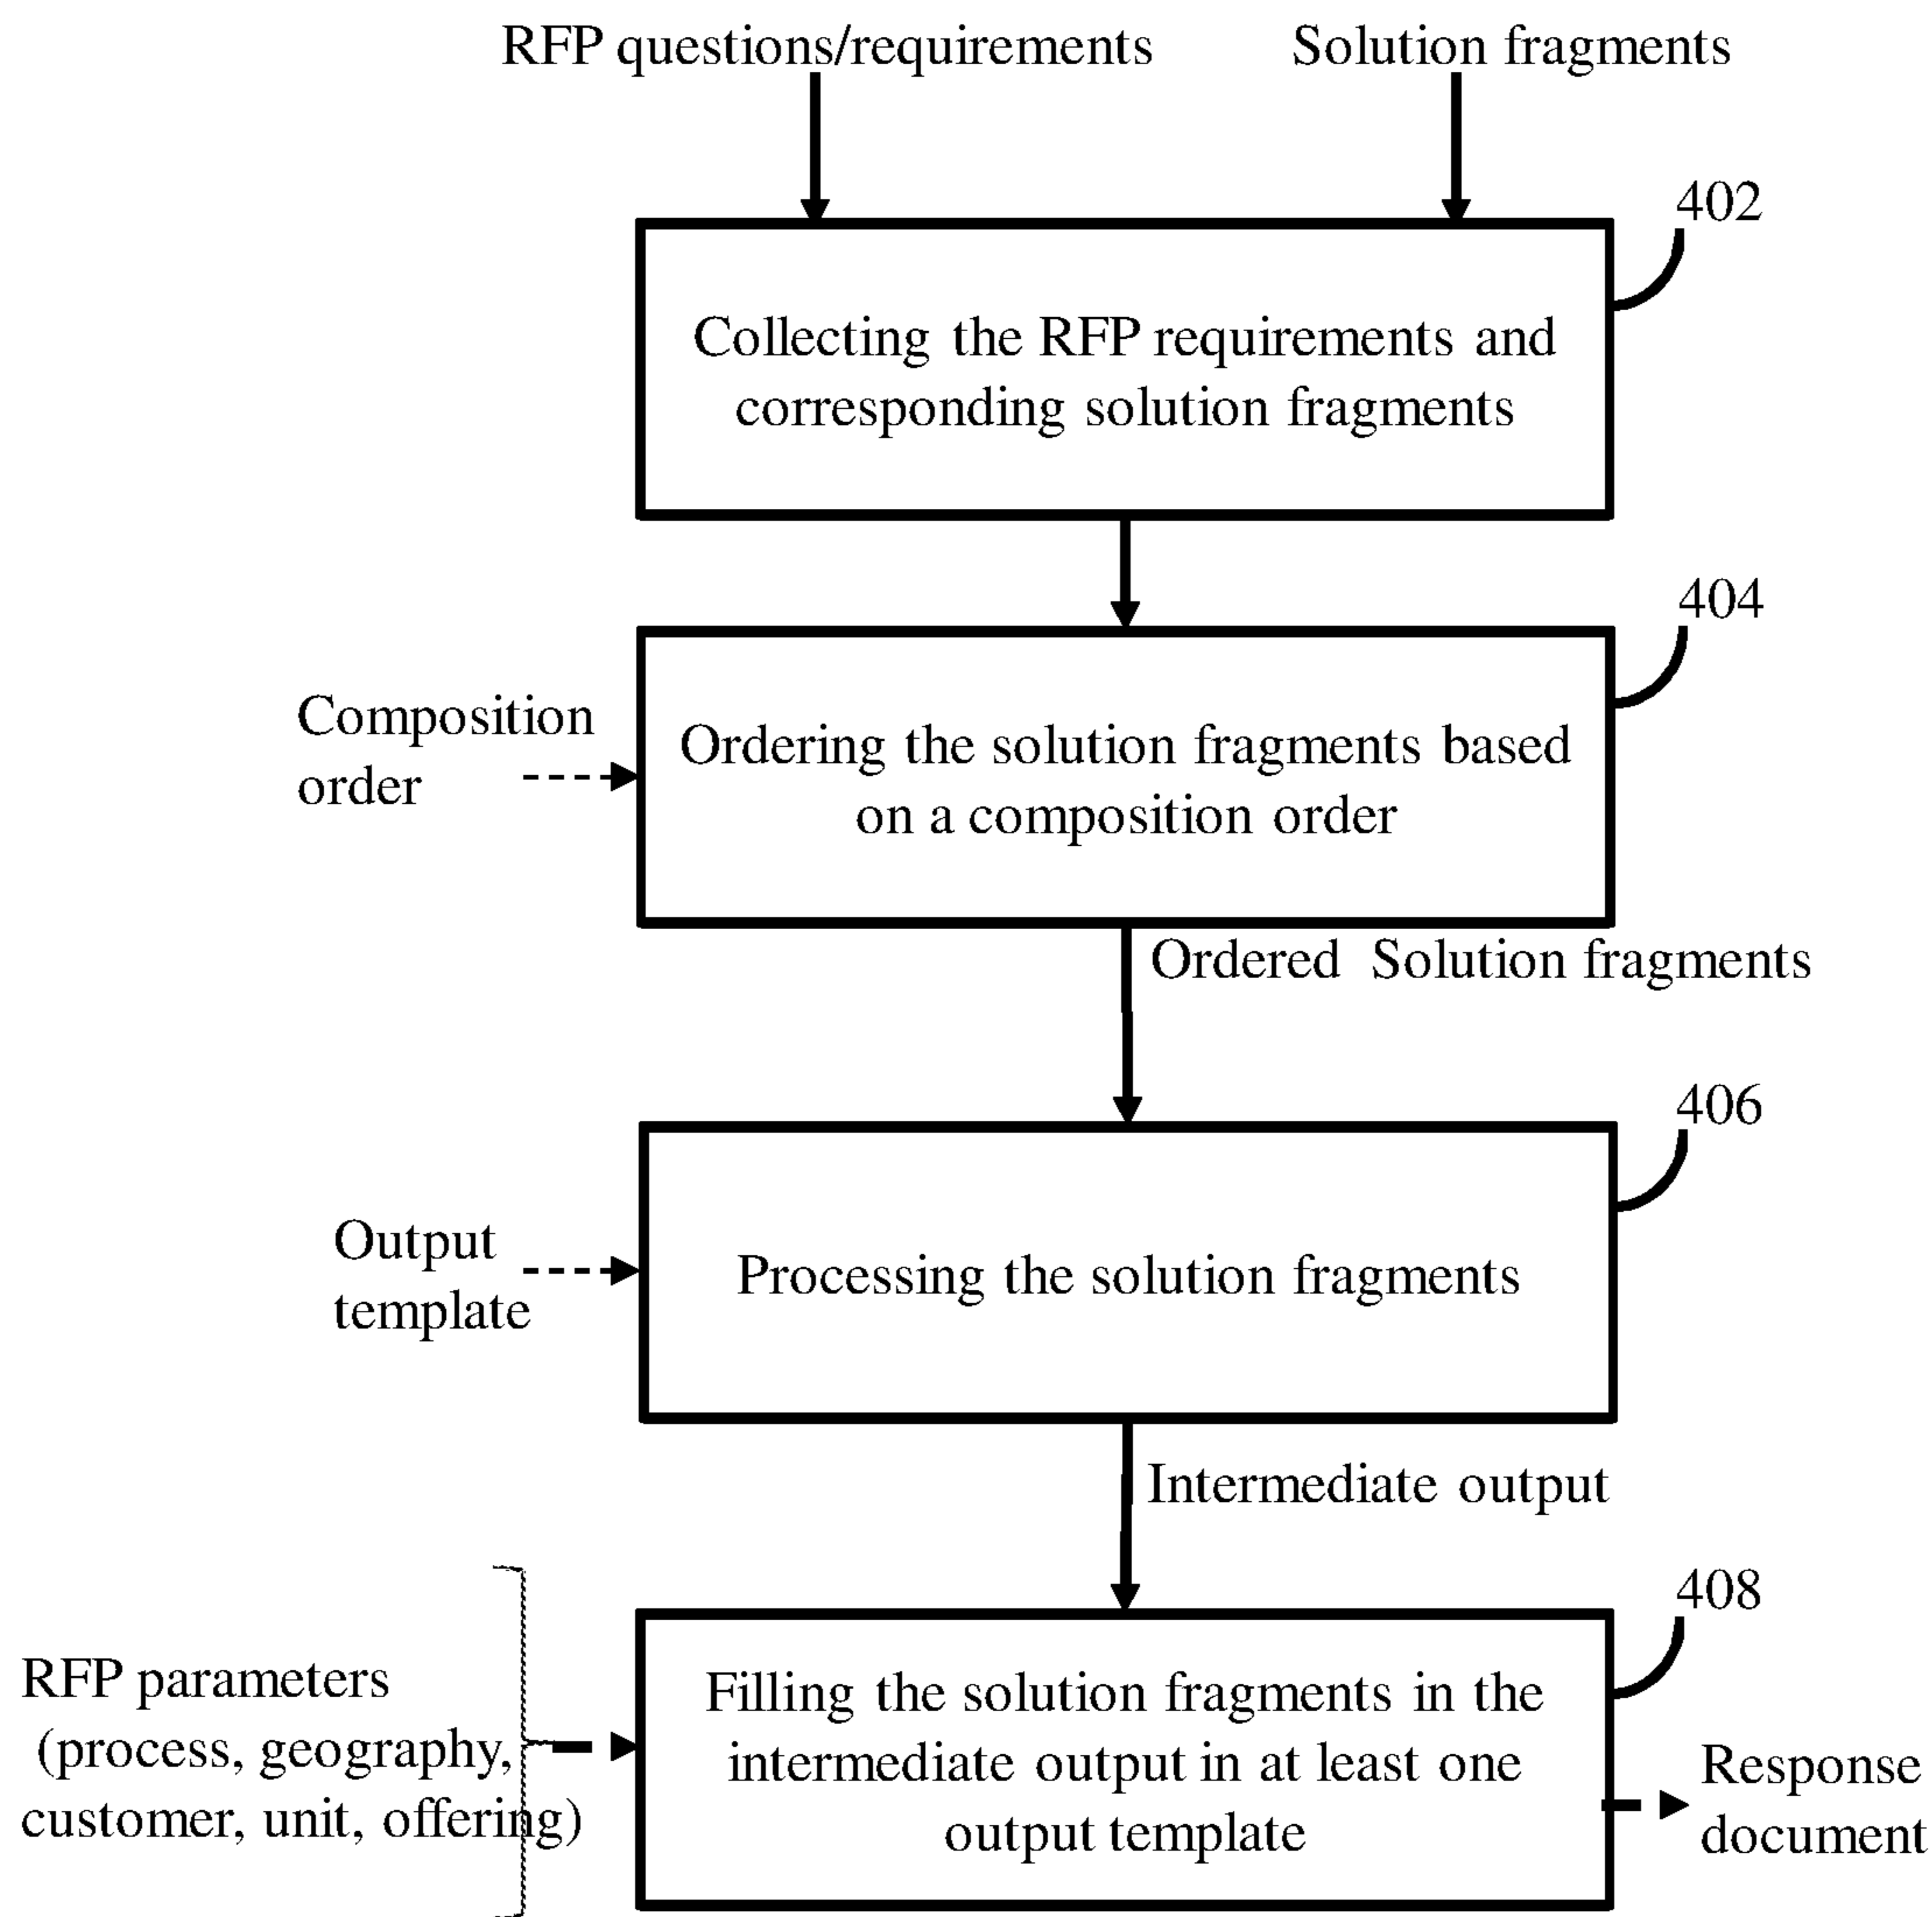 RFP questions/requirements
Solution fragments
402
Collecting the RFP requirements and
corresponding solution fragments
404
Composition
order
Ordering the solution fragments based
on a composition order
Ordered Solution fragments
406
Output
template
Processing the solution fragments
Intermediate output
408
RFP parameters
(process, geography,
customer, unit, offering)
Filling the solution fragments in the
intermediate output in at least one
output template
Response
document